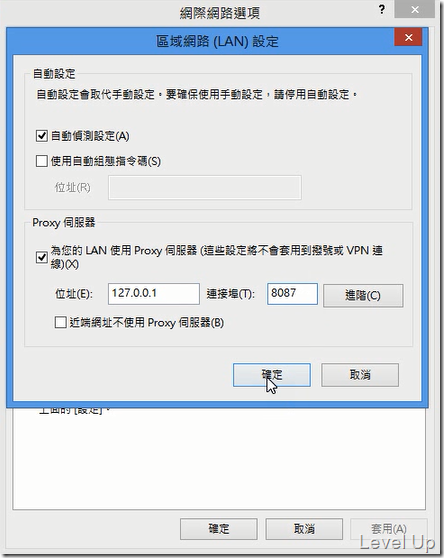 網際網路選項
區域網路 (LAN) 設定
自動設定
自動設定會取代手動設定。要確保使用手動設定，請停用自動設定。
自動偵測設定(A)
使用自動組態指令碼(S)
位址(R)
Proxy 伺服器
為您的 LAN 使用 Proxy 伺服器 (這些設定將不會套用到撥號或 VPN 連
線)(X)
位址(E): 127.0.0.1 連接埠(T): 8087 進階(C)
近端網址不使用 Proxy 伺服器(B)
確定 取消
上面的 [設定]。
確定 取消 套用(A)
Level Up